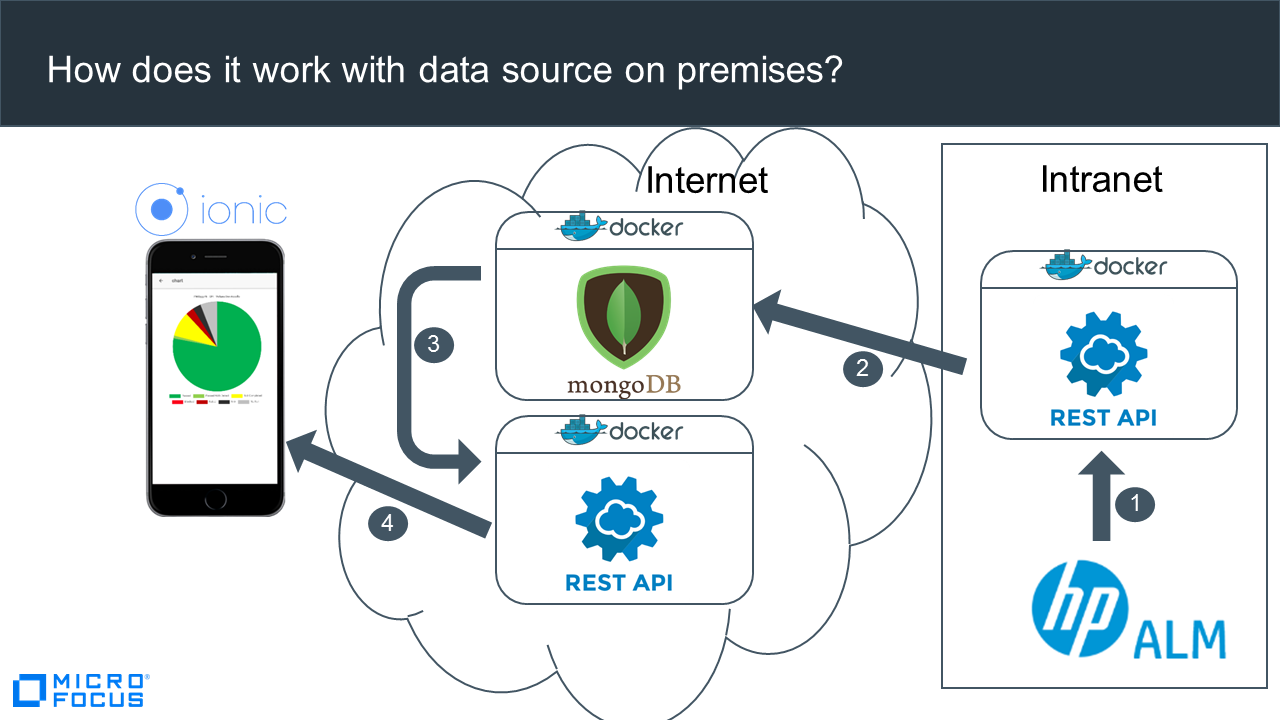 How does it work with data source on premises?
Internet
Intranet
ionic
docker
docker
chart
mongoDB
3
2
REST API
docker
1
4
REST API
hp
ALM
MICRO
FOCUS